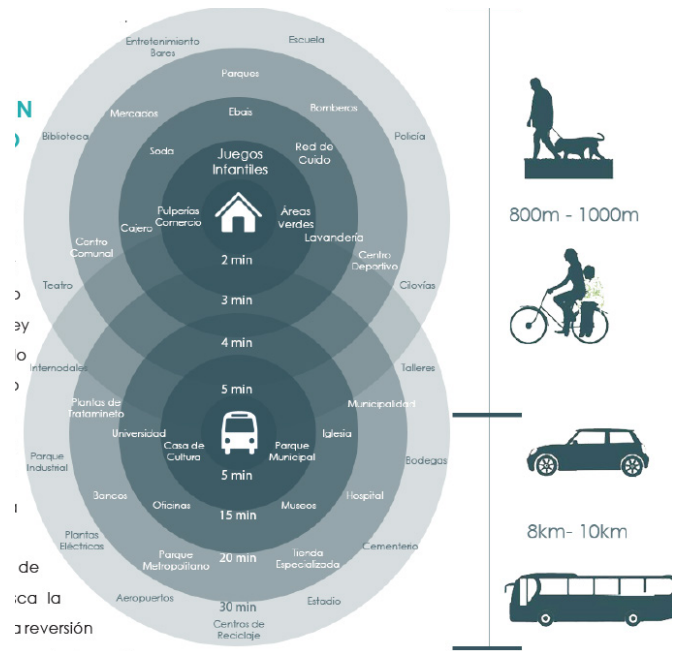 Entretenimiento
Bares
Escuela
Parques
Mercados
Ebais
Bomberos
Biblioteca
Policía
Soda
Juegos
Infantiles
Red de
Cuido
Pulperías
Comercio
Áreas
Verdes
Cajero
Lavandería
Centro
Comunal
Centro
Deportivo
2 min
Teatro
Ciclovías
3 min
4 min
Intermodales
Talleres
5 min
Plantas de
Tratamineto
Municipalidad
Universidad
Iglesia
Casa de
Cultura
Parque
Municipal
Parque
Industrial
Bodegas
5 min
Bancos
Oficinas
Museos
Hospital
15 min
Plantas
Eléctricas
Cementerio
Parque
Metropolitano
20 min
Tienda
Especializada
Aeropuertos
30 min
Estadio
Centros de
Reciclaje
800m - 1000m
8km- 10km
N
O
o
ey
lo
o
a
de
sca la
a reversión